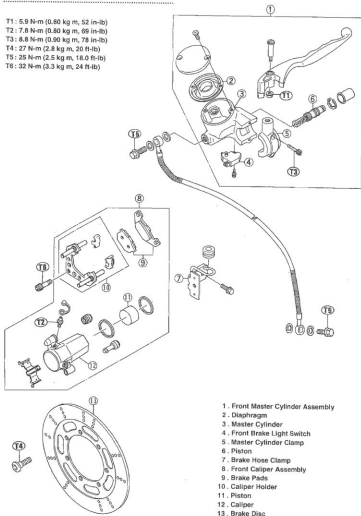 T1: 5.9 N-m (0.60 kg m, 52 in-lb)
T2: 7.8 N-m (0.80 kg m, 69 in-lb)
T3: 8.8 N-m (0.90 kg m, 78 in-lb)
T4: 27 N-m (2.8 kg m, 20 ft-lb)
T5: 25 N-m (2.5 kg m, 18.0 ft-lb)
T6: 32 N-m (3.3 kg m, 24 ft-lb)
1
T1
2
3
6
T5
5
4
T3
8
9
T6
10
7
11
T2
12
T5
13
T4
1. Front Master Cylinder Assembly
2. Diaphragm
3. Master Cylinder
4. Front Brake Light Switch
5. Master Cylinder Clamp
6. Piston
7. Brake Hose Clamp
8. Front Caliper Assembly
9. Brake Pads
10. Caliper Holder
11. Piston
12. Caliper
13. Brake Disc